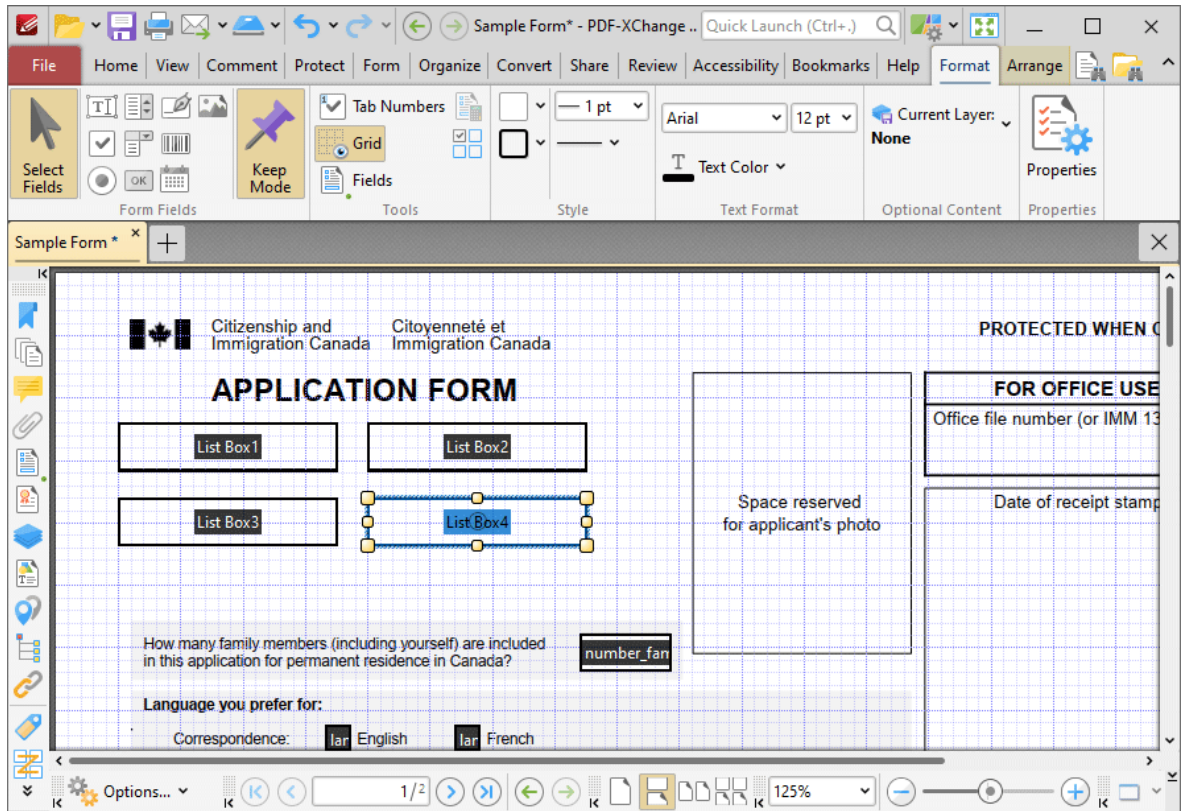 Sample Form* - PDF-XChange ..
Quick Launch (Ctrl+.)
File Home View Comment Protect Form Organize Convert Share Review Accessibility Bookmarks Help Format Arrange
Select Fields
OK
Form Fields
Keep Mode
Tab Numbers
Grid
Fields
Tools
1 pt
Style
Arial
12 pt
T Text Color
Text Format
Current Layer:
None
Optional Content
Properties
Properties
Sample Form *
Citizenship and
Immigration Canada
Citoyenneté et
Immigration Canada
PROTECTED WHEN
APPLICATION FORM
FOR OFFICE USE
Office file number (or IMM 13
List Box1
List Box2
List Box3
List Box4
Space reserved
for applicant's photo
Date of receipt stamp
How many family members (including yourself) are included
in this application for permanent residence in Canada?
number_fam
Language you prefer for:
Correspondence:
lar English
lar French
Options...
1/2
125%